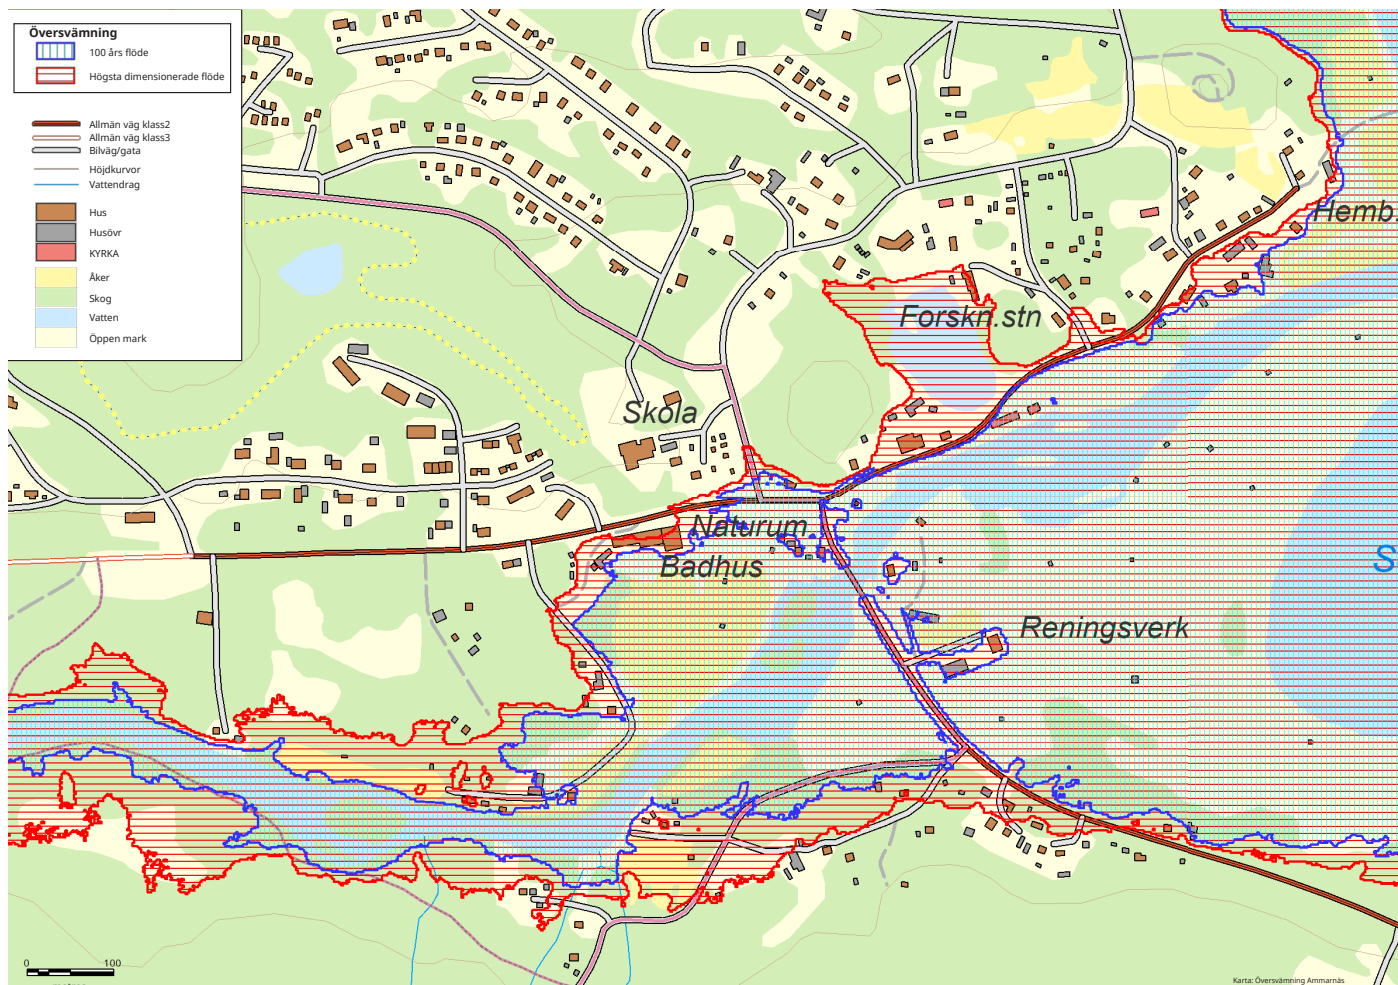 Översvämning
100 års flöde
Högsta dimensionerade flöde
Allmän väg klass2
Allmän väg klass3
Bilväg/gata
Höjdkurvor
Vattendrag
Hus
Husövr
KYRKA
Åker
Skog
Vatten
Öppen mark
Hemb.
Forskn.stn
Skola
Naturum
Badhus
S
Reningsverk
0 100
Karta: Översvämning Ammarnäs